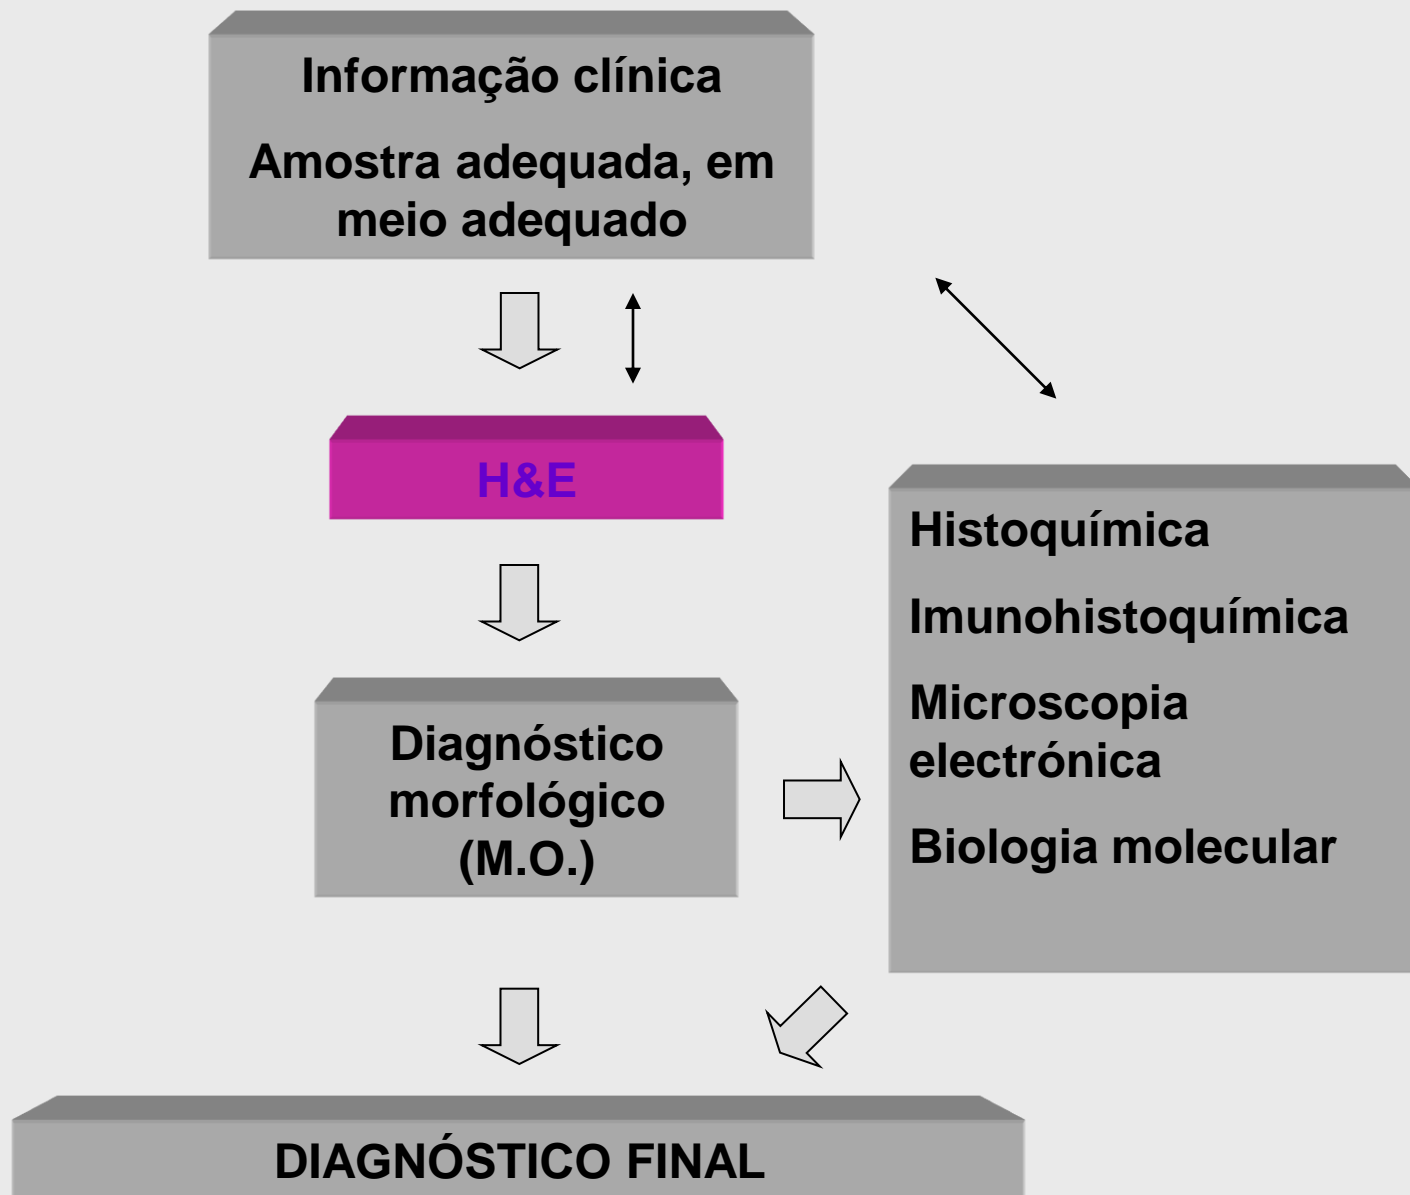 Informação clínica
Amostra adequada, em
meio adequado
H&E
Histoquímica
Imunohistoquímica
Microscopia
electrónica
Biologia molecular
Diagnóstico
morfológico
(M.O.)
DIAGNÓSTICO FINAL